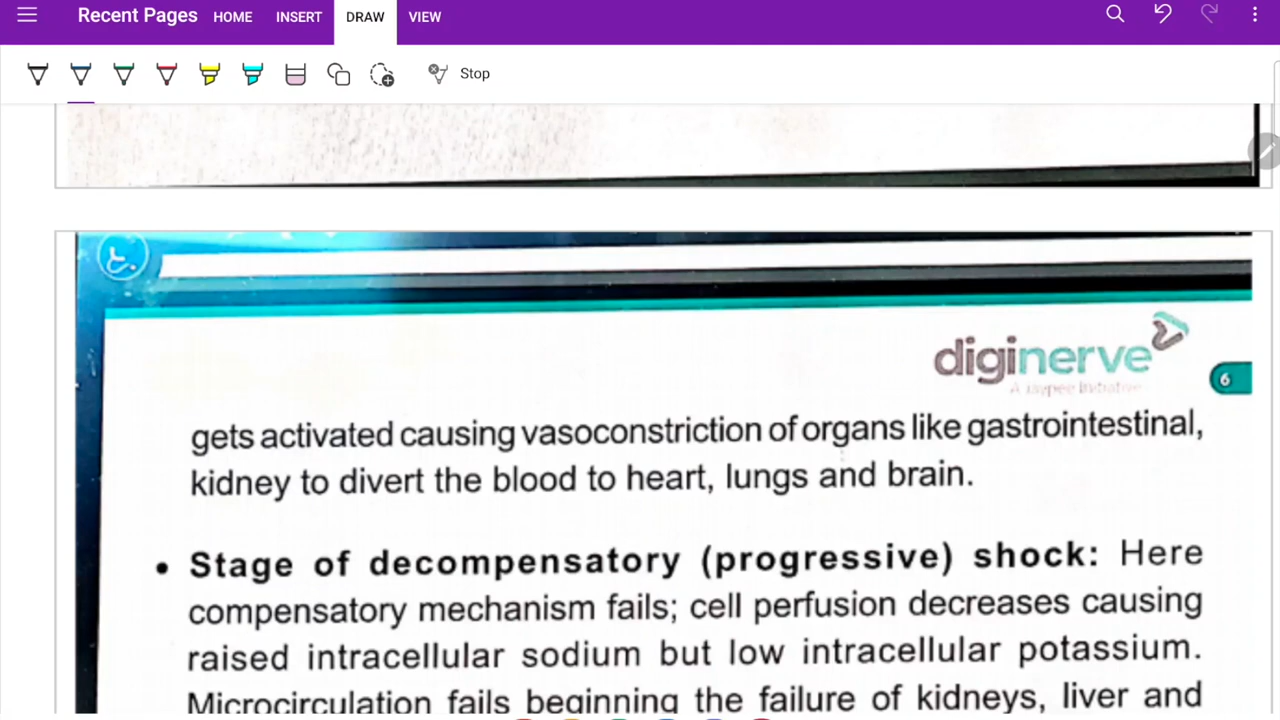 Recent Pages HOME INSERT DRAW VIEW
Stop
diginerve
A Jaypee Initiative
6
gets activated causing vasoconstriction of organs like gastrointestinal,
kidney to divert the blood to heart, lungs and brain.
• Stage of decompensatory (progressive) shock: Here
compensatory mechanism fails; cell perfusion decreases causing
raised intracellular sodium but low intracellular potassium.
Microcirculation fails beginning the failure of kidneys, liver and